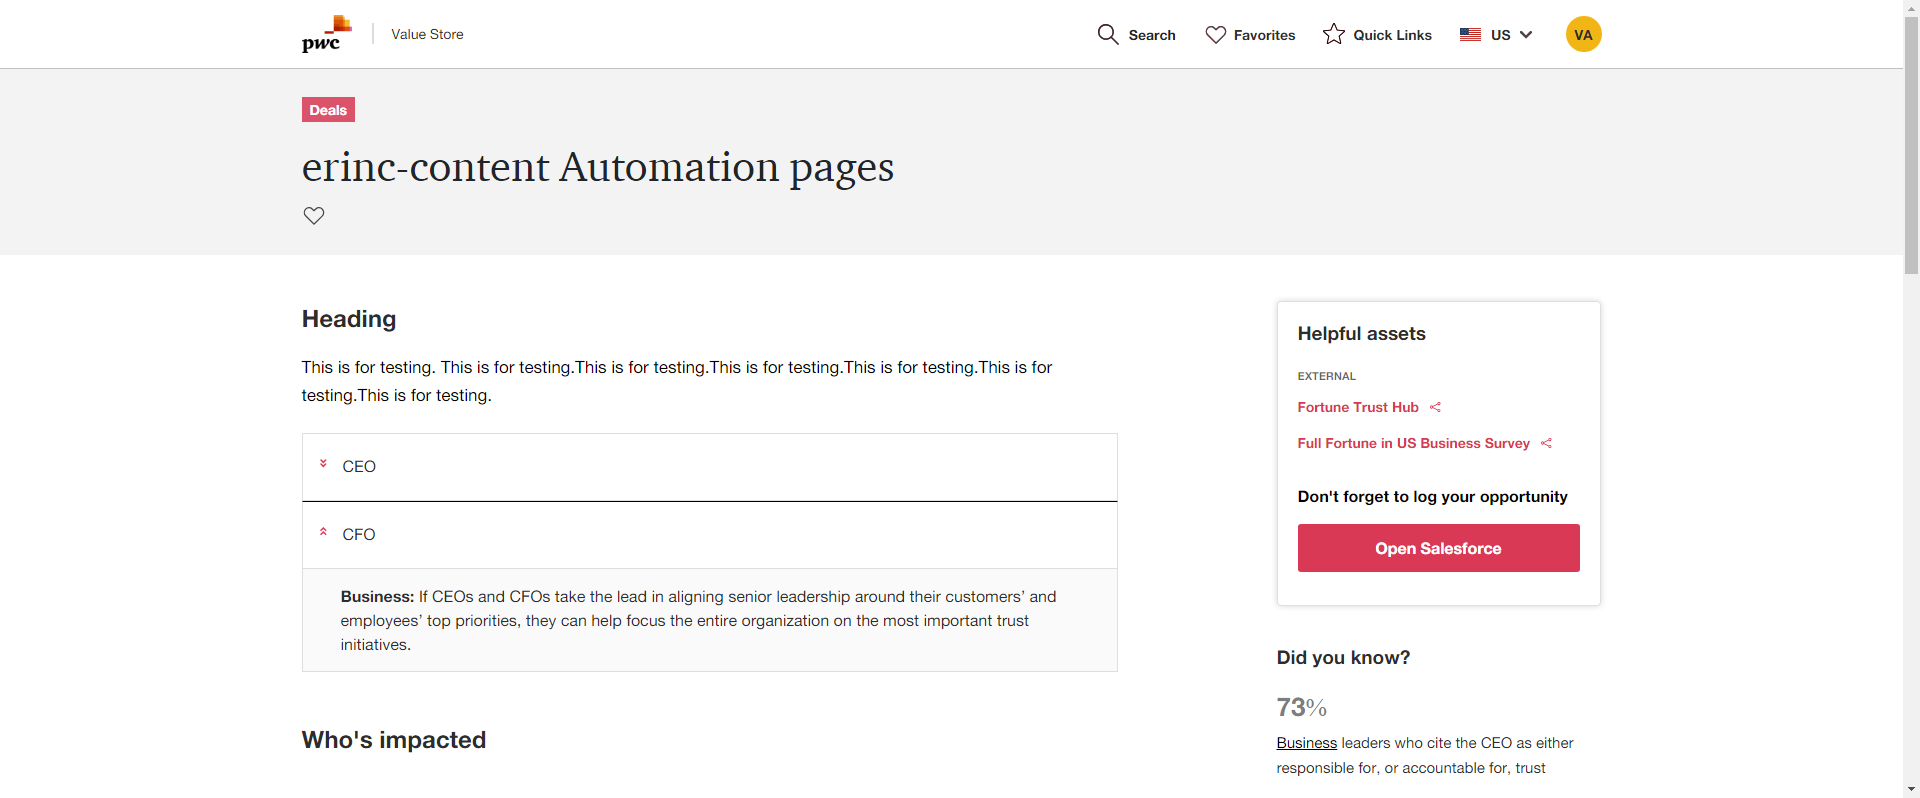 pwc
Value Store
Search
Favorites
Quick Links
US
VA
Deals
erinc-content Automation pages
Heading
This is for testing. This is for testing.This is for testing.This is for testing.This is for testing.This is for
testing.This is for testing.
CEO
CFO
Business: If CEOs and CFOs take the lead in aligning senior leadership around their customers’ and
employees’ top priorities, they can help focus the entire organization on the most important trust
initiatives.
Who's impacted
Helpful assets
EXTERNAL
Fortune Trust Hub
Full Fortune in US Business Survey
Don't forget to log your opportunity
Open Salesforce
Did you know?
73%
Business leaders who cite the CEO as either
responsible for, or accountable for, trust